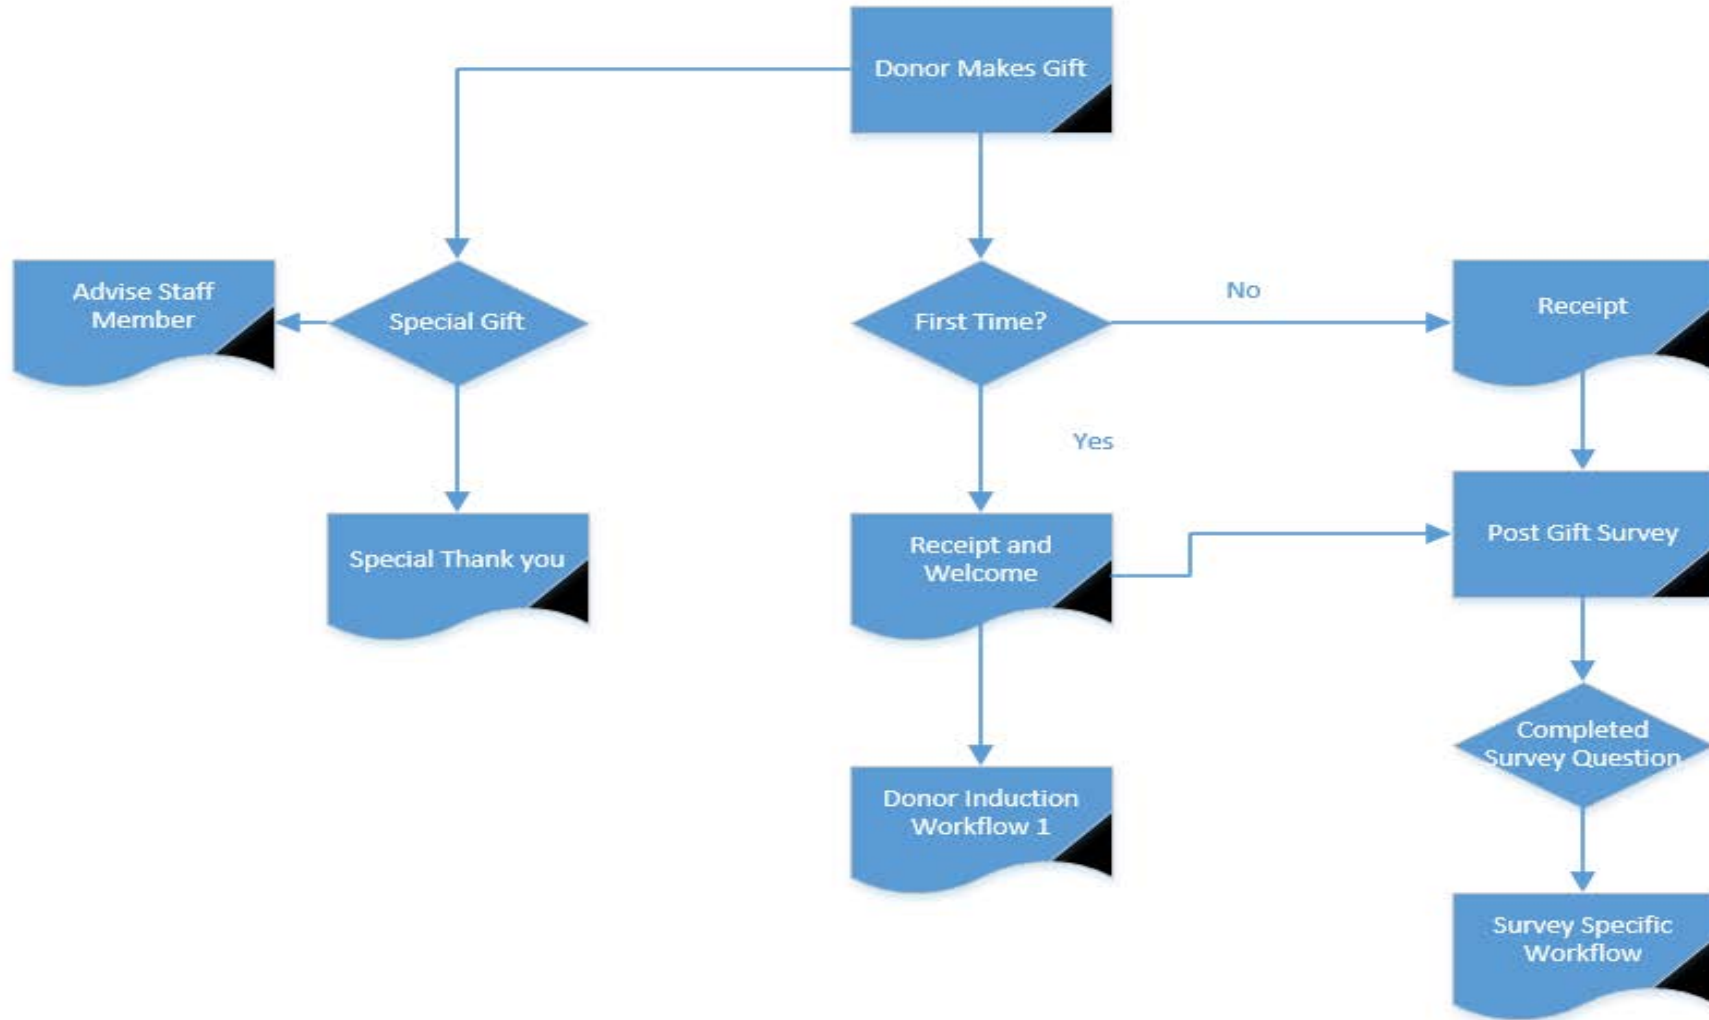 Donor Makes Gift
Advise Staff
Member
Special Gift
First Time?
No
Receipt
Yes
Special Thank you
Receipt and
Welcome
Post Gift Survey
Completed
Survey Question
Donor Induction
Workflow 1
Survey Specific
Workflow